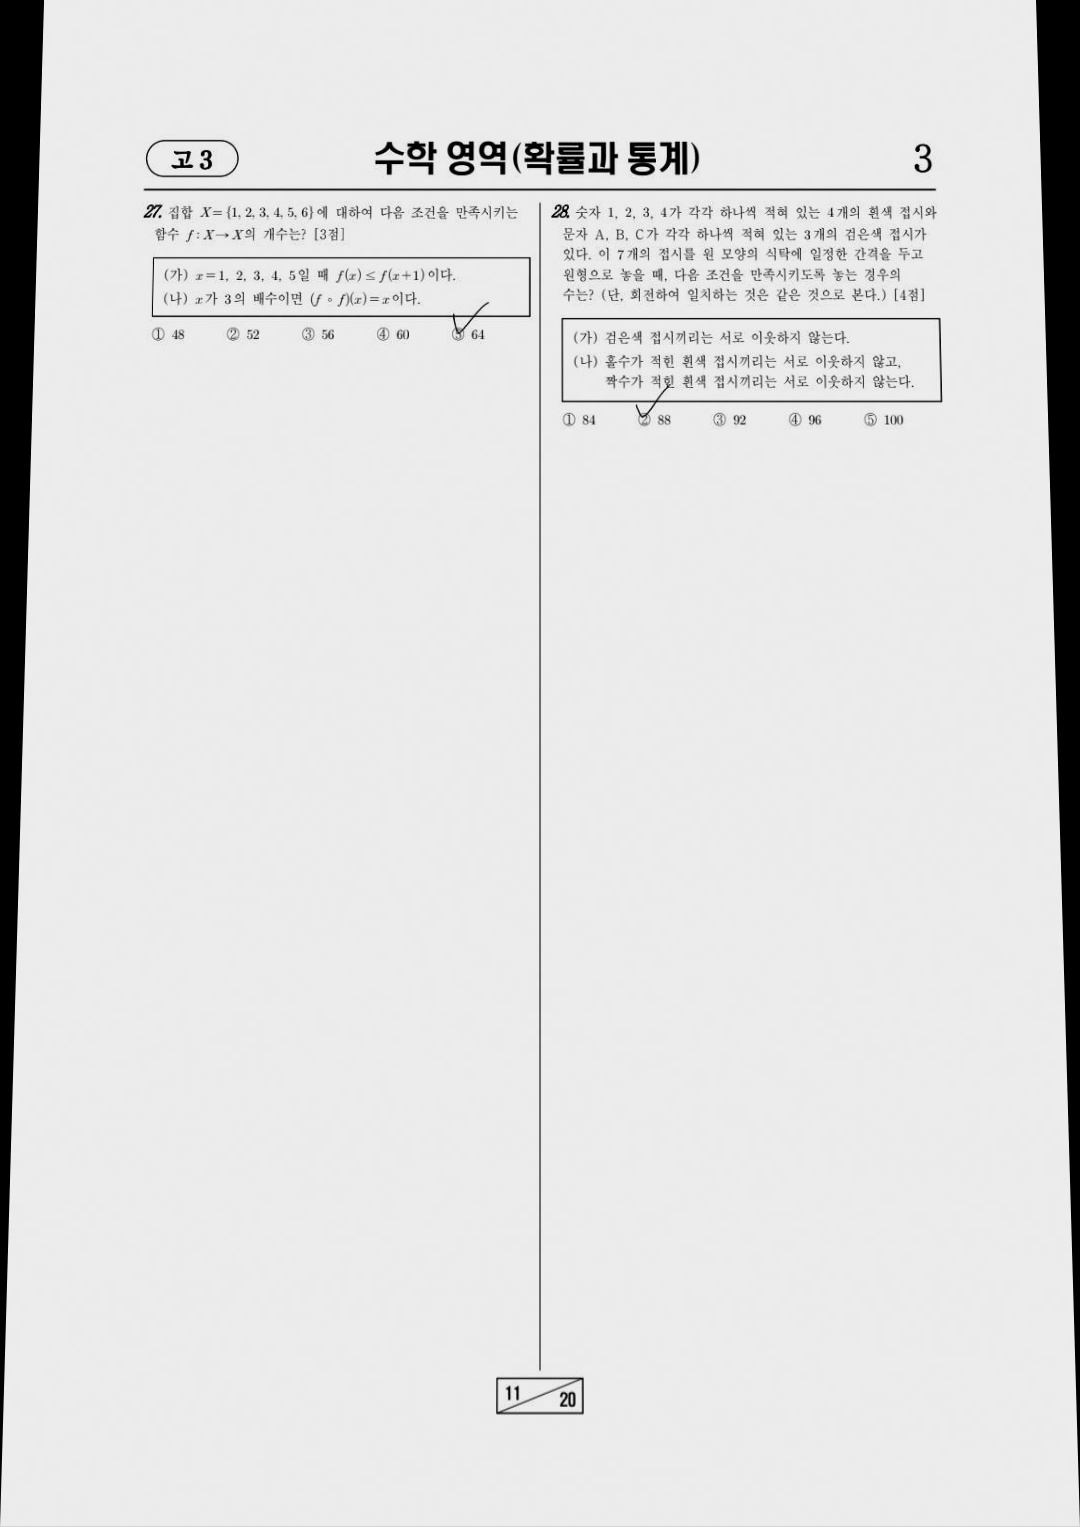 고 3
수학 영역(확률과 통계)
3
27. 집합 X={1, 2, 3, 4, 5, 6}에 대하여 다음 조건을 만족시키는
함수 f : X→X의 개수는? [3점]
(가) x=1, 2, 3, 4, 5일 때 f(x)≤f(x+1)이다.
(나) x가 3의 배수이면 (f∘f)(x)=x이다.
① 48 ② 52 ③ 56 ④ 60 ⑤ 64
28. 숫자 1, 2, 3, 4가 각각 하나씩 적혀 있는 4개의 흰색 접시와
문자 A, B, C가 각각 하나씩 적혀 있는 3개의 검은색 접시가
있다. 이 7개의 접시를 원 모양의 식탁에 일정한 간격을 두고
원형으로 놓을 때, 다음 조건을 만족시키도록 놓는 경우의
수는? (단, 회전하여 일치하는 것은 같은 것으로 본다.) [4점]
(가) 검은색 접시끼리는 서로 이웃하지 않는다.
(나) 홀수가 적힌 흰색 접시끼리는 서로 이웃하지 않고,
짝수가 적힌 흰색 접시끼리는 서로 이웃하지 않는다.
① 84 ② 88 ③ 92 ④ 96 ⑤ 100
11
20